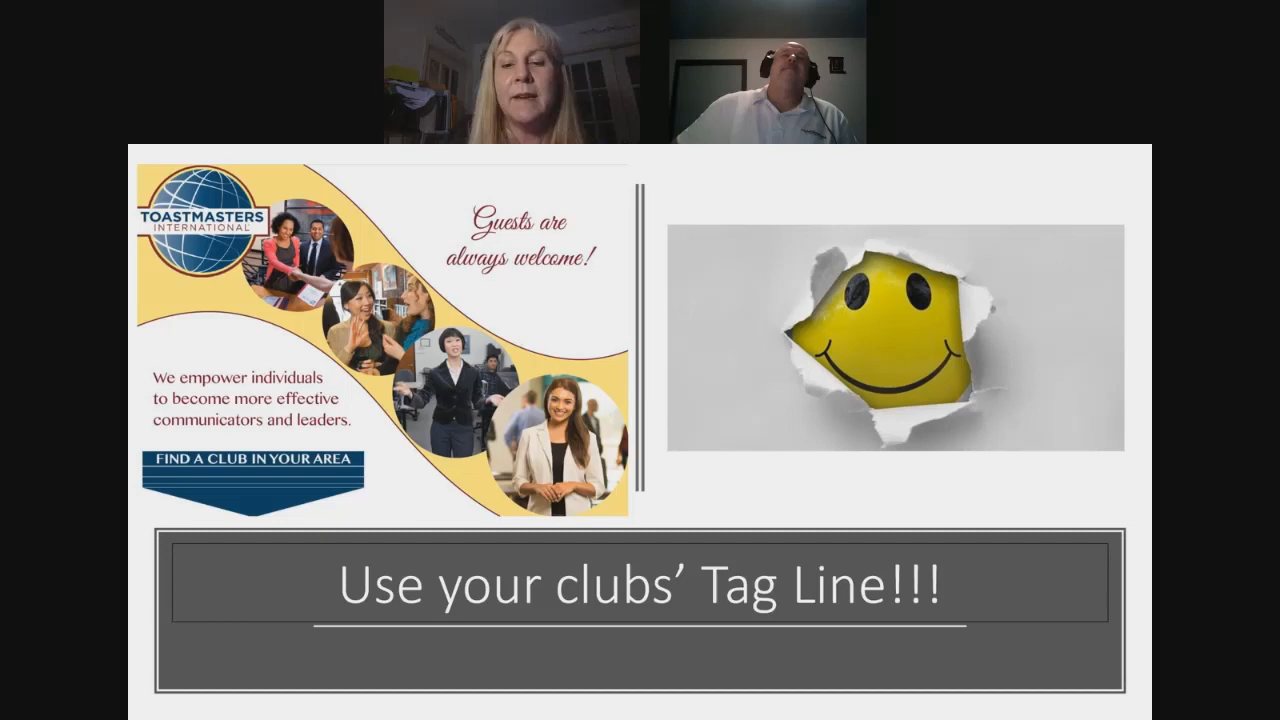 TOASTMASTERS
INTERNATIONAL
Guests are
always welcome!
We empower individuals
to become more effective
communicators and leaders.
FIND A CLUB IN YOUR AREA
Use your clubs’ Tag Line!!!